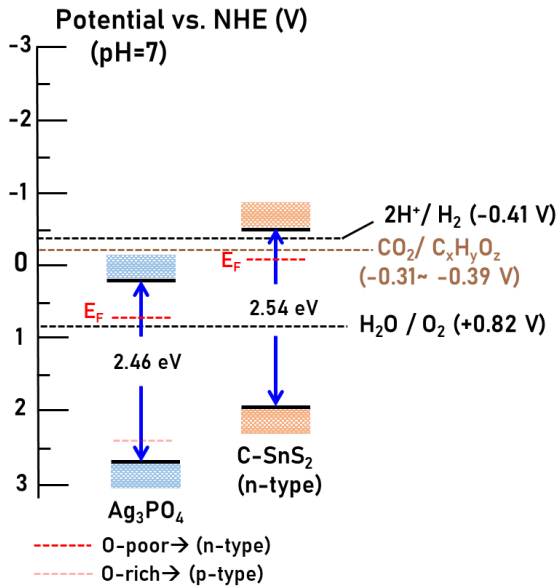 Potential vs. NHE (V)
(pH=7)
-3
-2
-1
0
1
2
3
2H⁺/ H₂ (-0.41 V)
CO₂/ CₓHᵧO_z
(-0.31~ -0.39 V)
H₂O / O₂ (+0.82 V)
E_F
E_F
2.54 eV
2.46 eV
C-SnS₂
(n-type)
Ag₃PO₄
O-poor→ (n-type)
O-rich→ (p-type)